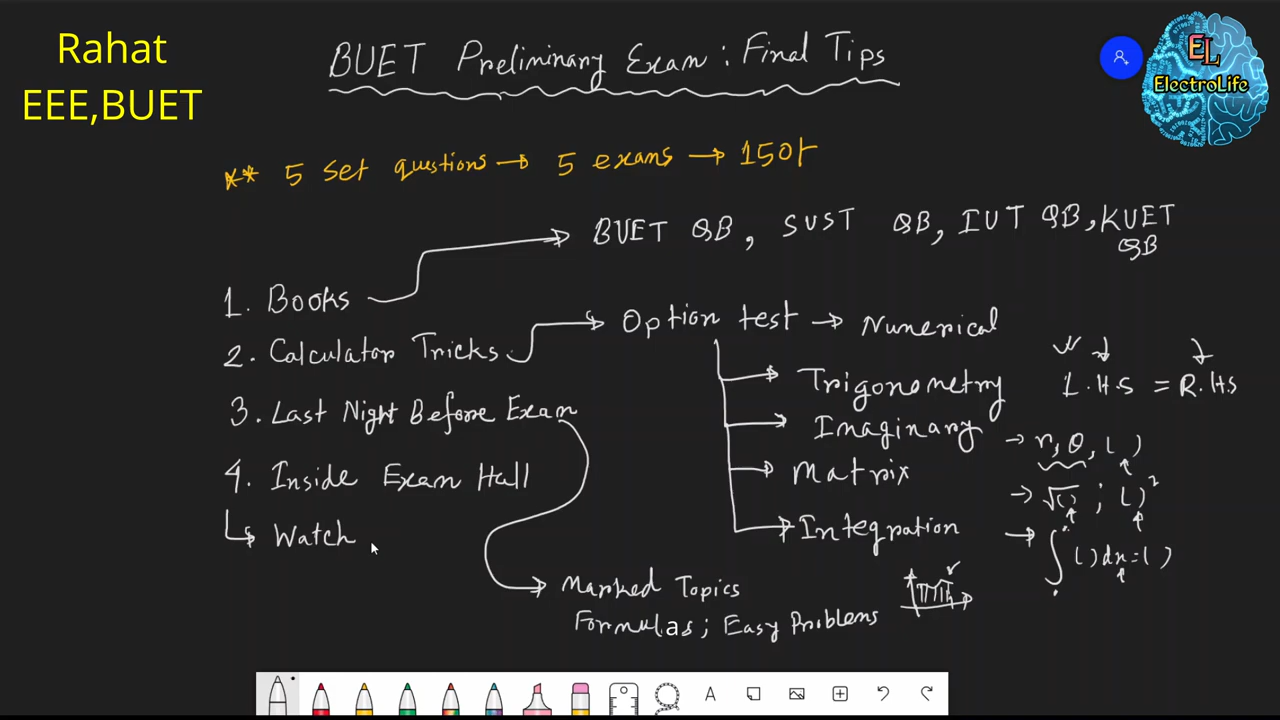 Rahat
EEE,BUET
BUET Preliminary Exam: Final Tips
EL
ElectroLife
** 5 set questions → 5 exams → 150+
BUET QB, SUST QB, IUT QB, KUET QB
1. Books
2. Calculator Tricks
Option test → Numerical
Trigonometry L.H.S = R.H.S
3. Last Night Before Exam
Imaginary → r, θ, ( )
4. Inside Exam Hall
Matrix → √( ) ; ( )²
Watch
Integration → ∫( )dx = ( )
Marked Topics
Formulas; Easy Problems
A